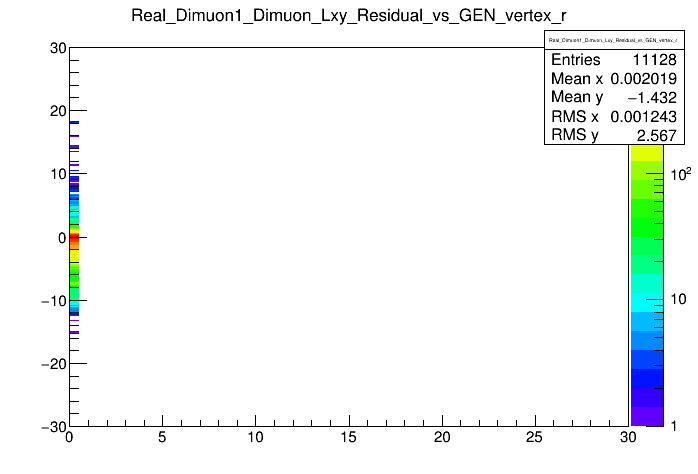 Real_Dimuon1_Dimuon_Lxy_Residual_vs_GEN_vertex_r
Real_Dimuon1_Dimuon_Lxy_Residual_vs_GEN_vertex_r
Entries 11128
Mean x 0.002019
Mean y −1.432
RMS x 0.001243
RMS y 2.567
30
20
10
0
−10
−20
−30
0 5 10 15 20 25 30
10²
10
1